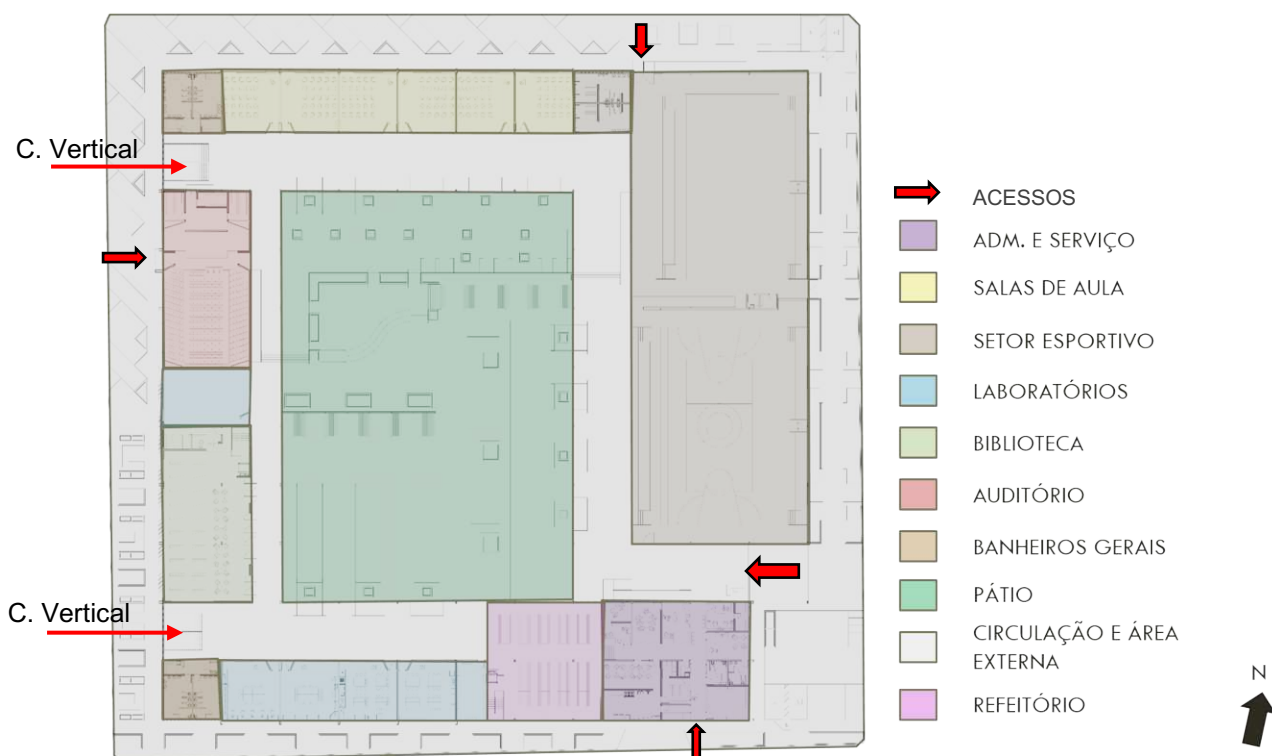 C. Vertical
C. Vertical
ACESSOS
ADM. E SERVIÇO
SALAS DE AULA
SETOR ESPORTIVO
LABORATÓRIOS
BIBLIOTECA
AUDITÓRIO
BANHEIROS GERAIS
PÁTIO
CIRCULAÇÃO E ÁREA
EXTERNA
REFEITÓRIO
N